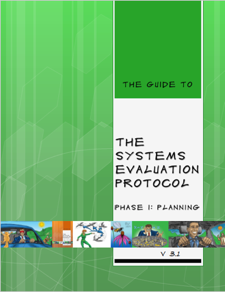 THE GUIDE TO
THE
SYSTEMS
EVALUATION
PROTOCOL
PHASE I: PLANNING
V 3.1